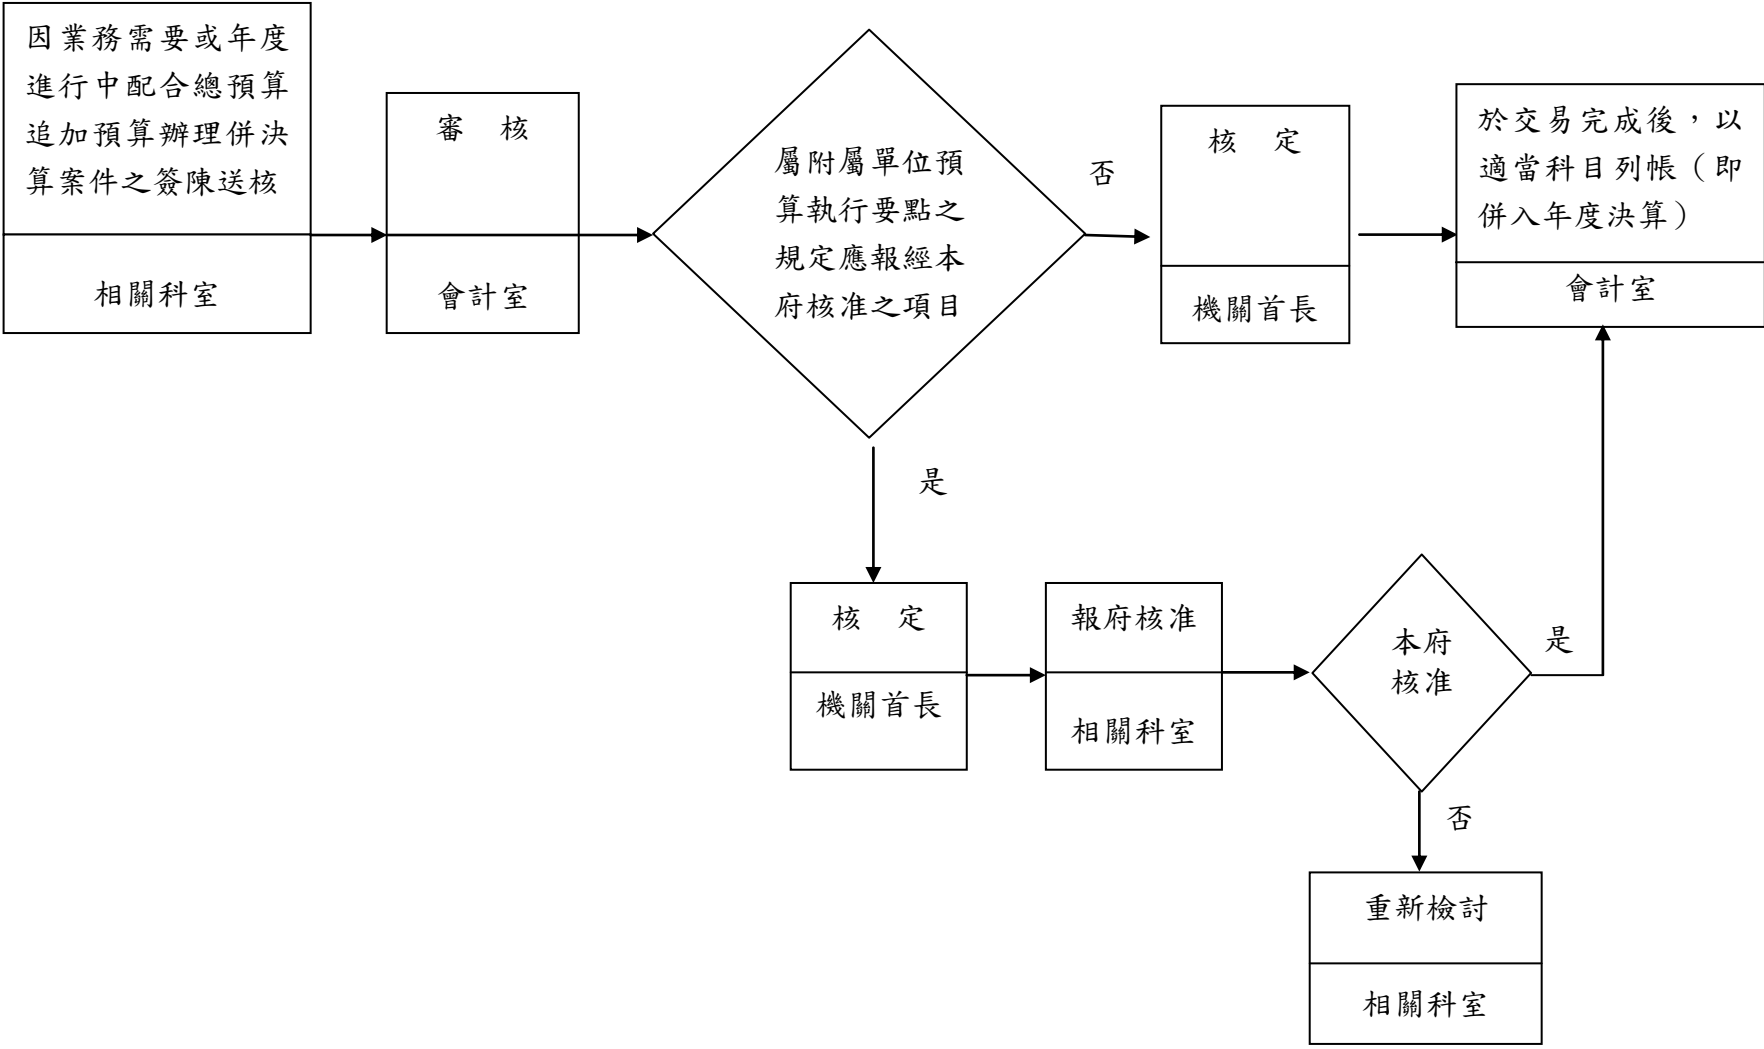 因業務需要或年度
進行中配合總預算
追加預算辦理併決
算案件之簽陳送核
相關科室
審 核
會計室
屬附屬單位預
算執行要點之
規定應報經本
府核准之項目
否
核 定
機關首長
於交易完成後，以
適當科目列帳（即
併入年度決算）
會計室
是
核 定
機關首長
報府核准
相關科室
本府
核准
是
否
重新檢討
相關科室